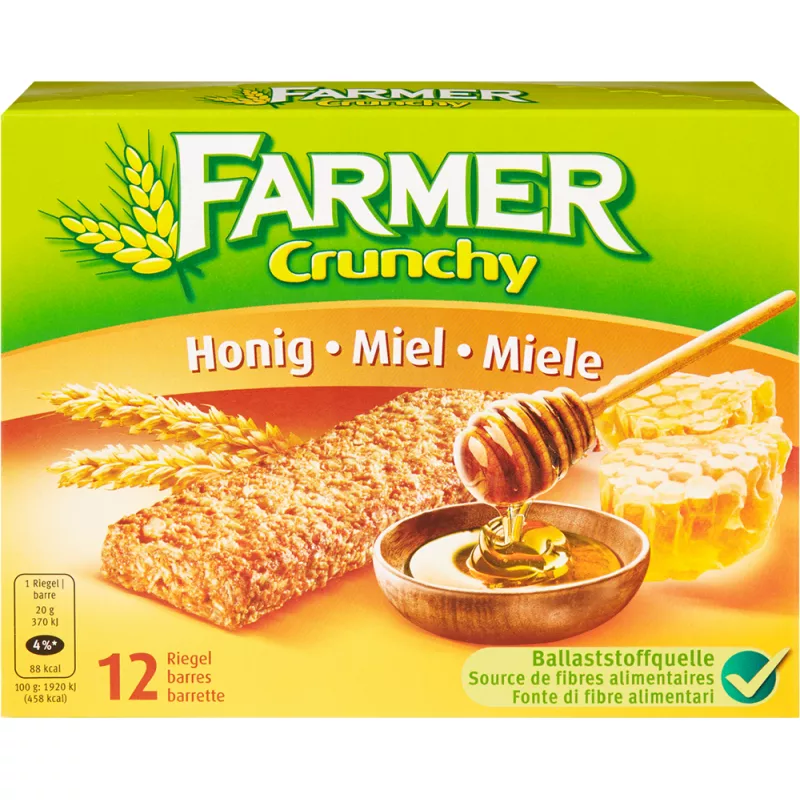 FARMER
Crunchy
FARMER
Crunchy
Honig • Miel • Miele
1 Riegel |
barre
20 g
370 kJ
4%*
88 kcal
100 g: 1920 kJ
(458 kcal)
12 Riegel
barres
barrette
Ballaststoffquelle
Source de fibres alimentaires
Fonte di fibre alimentari